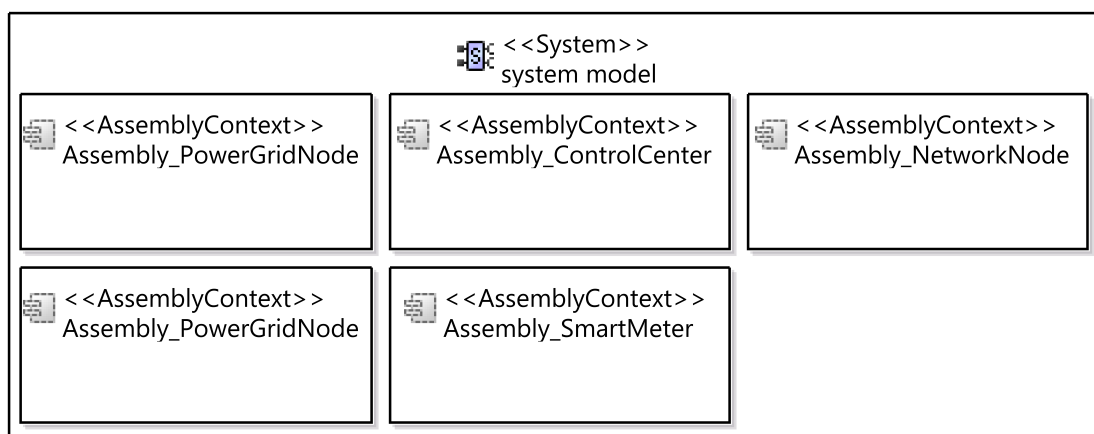 <<System>>
system model
<<AssemblyContext>>
Assembly_PowerGridNode
<<AssemblyContext>>
Assembly_ControlCenter
<<AssemblyContext>>
Assembly_NetworkNode
<<AssemblyContext>>
Assembly_PowerGridNode
<<AssemblyContext>>
Assembly_SmartMeter